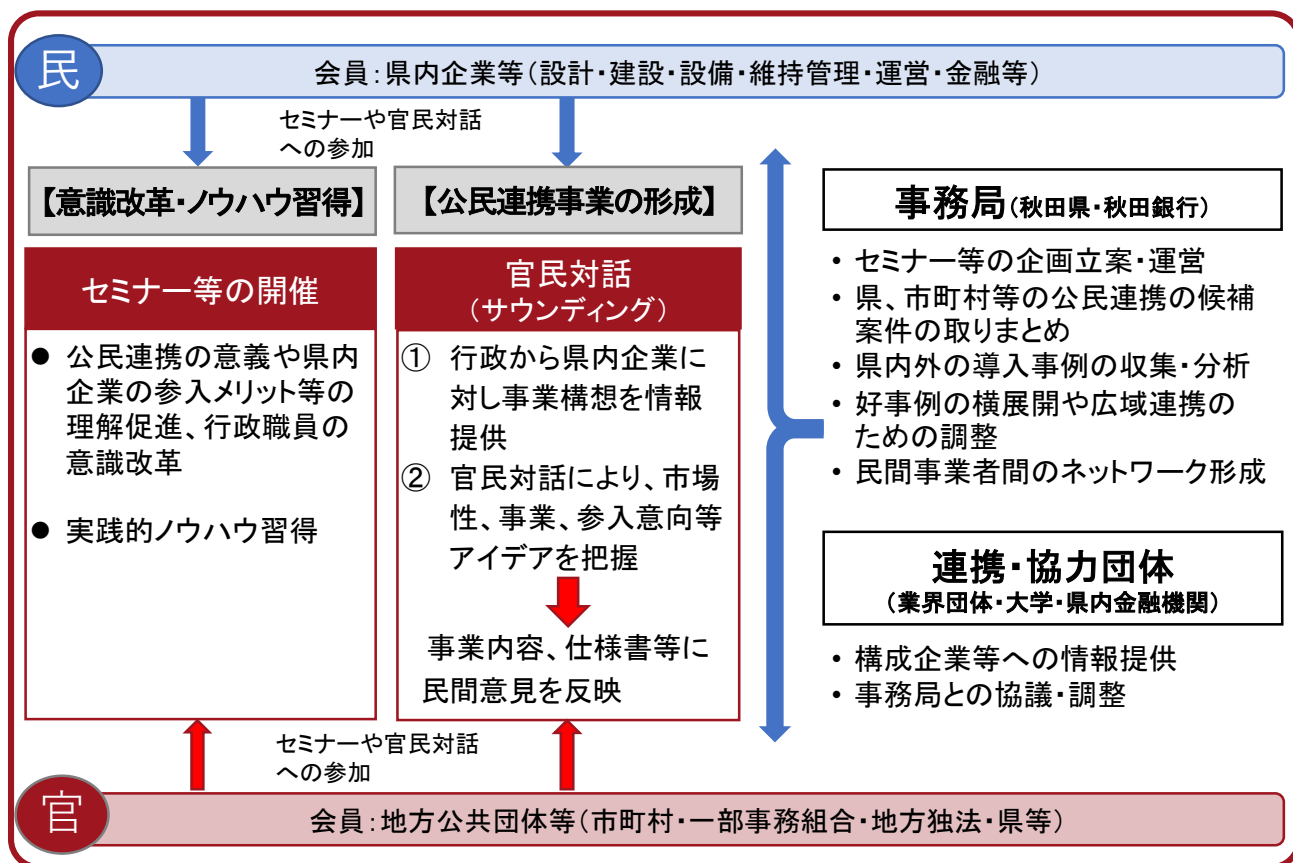 民
会員:県内企業等(設計・建設・設備・維持管理・運営・金融等)
セミナーや官民対話
への参加
【意識改革・ノウハウ習得】
セミナー等の開催
● 公民連携の意義や県内
企業の参入メリット等の
理解促進、行政職員の
意識改革
● 実践的ノウハウ習得
【公民連携事業の形成】
官民対話
(サウンディング)
① 行政から県内企業に
対し事業構想を情報
提供
② 官民対話により、市場
性、事業、参入意向等
アイデアを把握
事業内容、仕様書等に
民間意見を反映
事務局(秋田県・秋田銀行)
・ セミナー等の企画立案・運営
・ 県、市町村等の公民連携の候補
案件の取りまとめ
・ 県内外の導入事例の収集・分析
・ 好事例の横展開や広域連携の
ための調整
・ 民間事業者間のネットワーク形成
連携・協力団体
(業界団体・大学・県内金融機関)
・ 構成企業等への情報提供
・ 事務局との協議・調整
セミナーや官民対話
への参加
官
会員:地方公共団体等(市町村・一部事務組合・地方独法・県等)